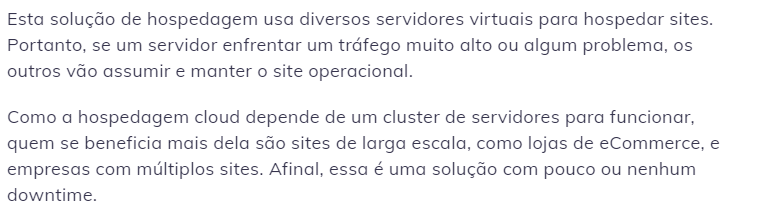 Esta solução de hospedagem usa diversos servidores virtuais para hospedar sites.
Portanto, se um servidor enfrentar um tráfego muito alto ou algum problema, os
outros vão assumir e manter o site operacional.
Como a hospedagem cloud depende de um cluster de servidores para funcionar,
quem se beneficia mais dela são sites de larga escala, como lojas de eCommerce, e
empresas com múltiplos sites. Afinal, essa é uma solução com pouco ou nenhum
downtime.